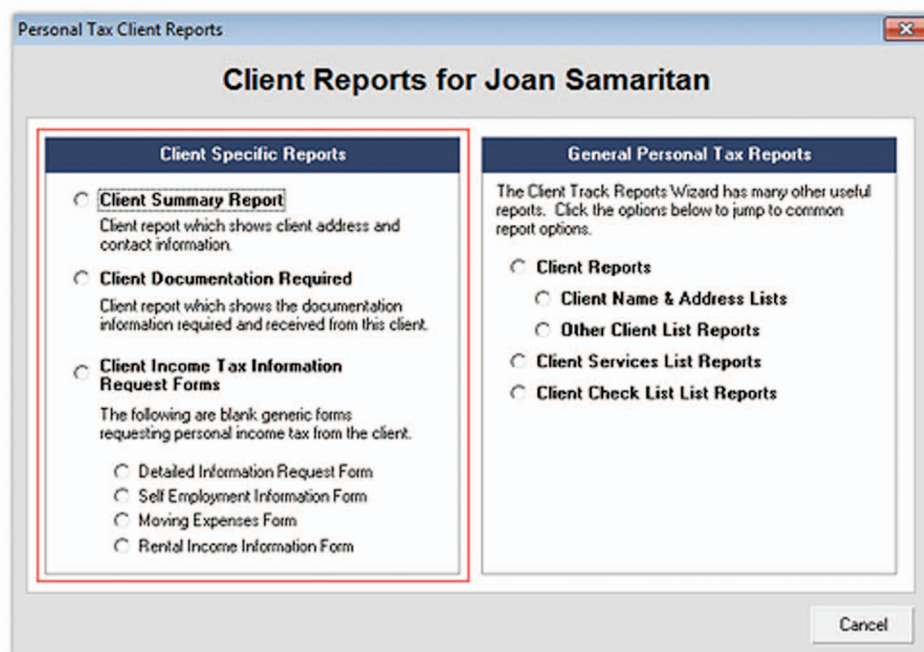 Personal Tax Client Reports
Client Reports for Joan Samaritan
Client Specific Reports
Client Summary Report
Client report which shows client address and
contact information.
Client Documentation Required
Client report which shows the documentation
information required and received from this client.
Client Income Tax Information
Request Forms
The following are blank generic forms
requesting personal income tax from the client.
Detailed Information Request Form
Self Employment Information Form
Moving Expenses Form
Rental Income Information Form
General Personal Tax Reports
The Client Track Reports Wizard has many other useful
reports. Click the options below to jump to common
report options.
Client Reports
Client Name & Address Lists
Other Client List Reports
Client Services List Reports
Client Check List List Reports
Cancel